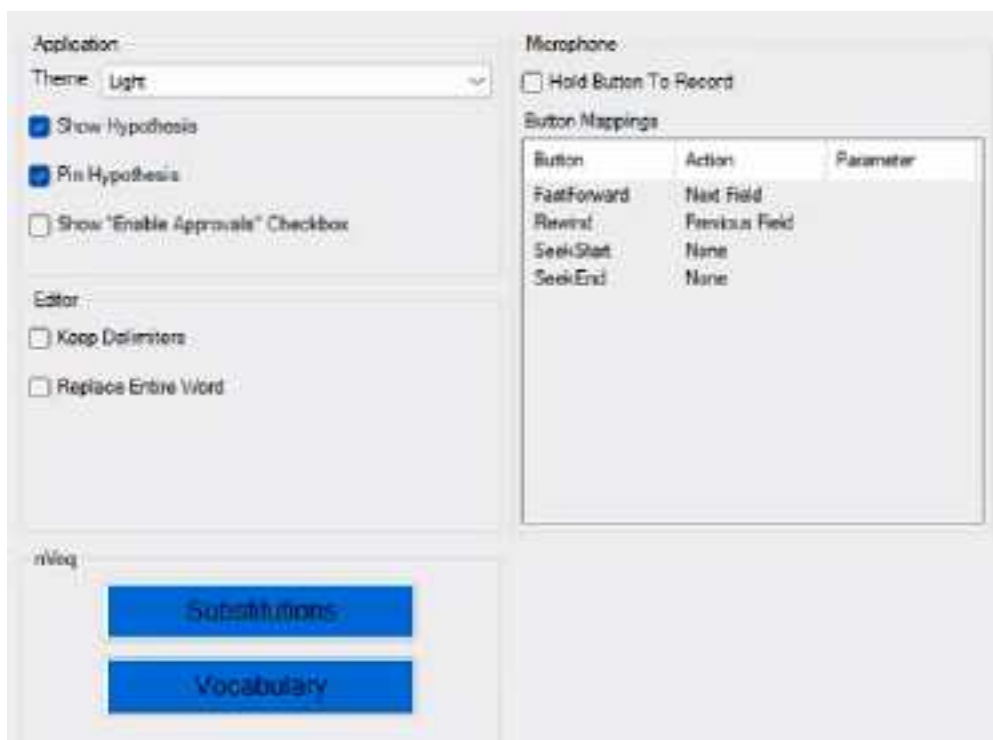 Application
Theme Light
Show Hypothesis
Pin Hypothesis
Show "Enable Approvals" Checkbox
Editor
Keep Delimiters
Replace Entire Word
nVoq
Substitutions
Vocabulary
Microphone
Hold Button To Record
Button Mappings
Button Action Parameter
FastForward Next Field
Rewind Previous Field
SeekStart None
SeekEnd None